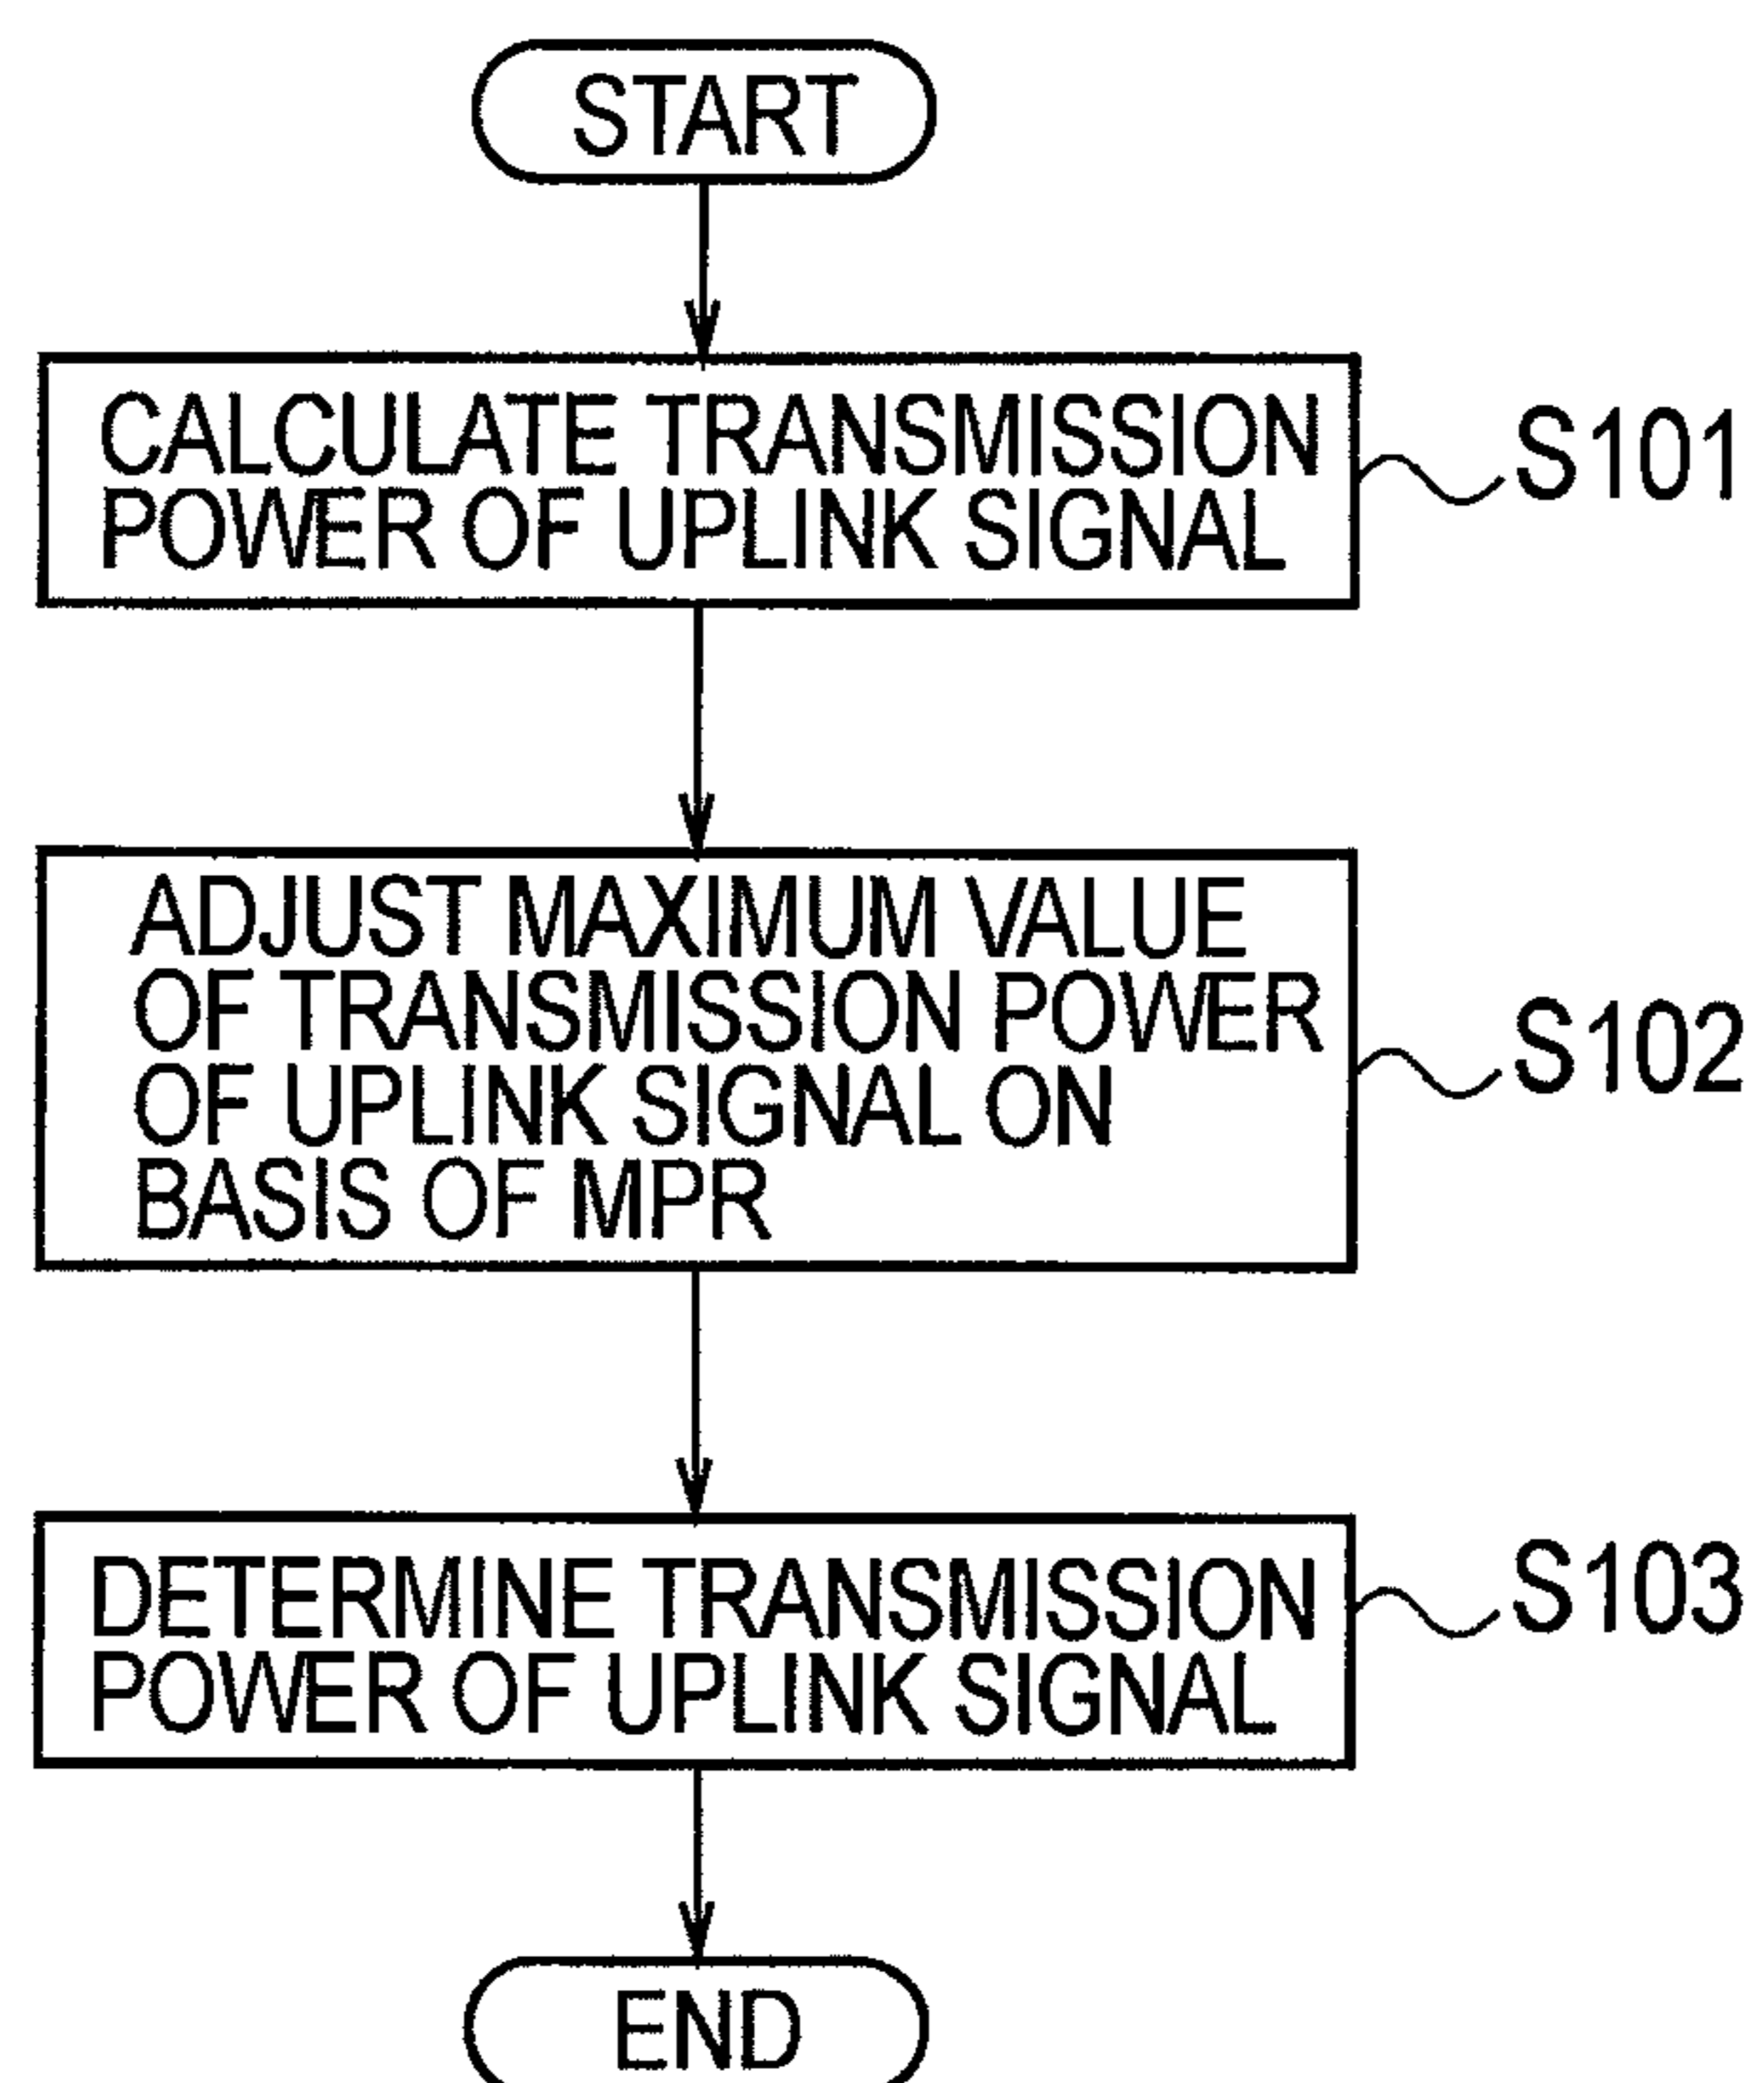 START
CALCULATE TRANSMISSION
POWER OF UPLINK SIGNAL
S101
ADJUST MAXIMUM VALUE
OF TRANSMISSION POWER
OF UPLINK SIGNAL ON
BASIS OF MPR
S102
DETERMINE TRANSMISSION
POWER OF UPLINK SIGNAL
S103
END